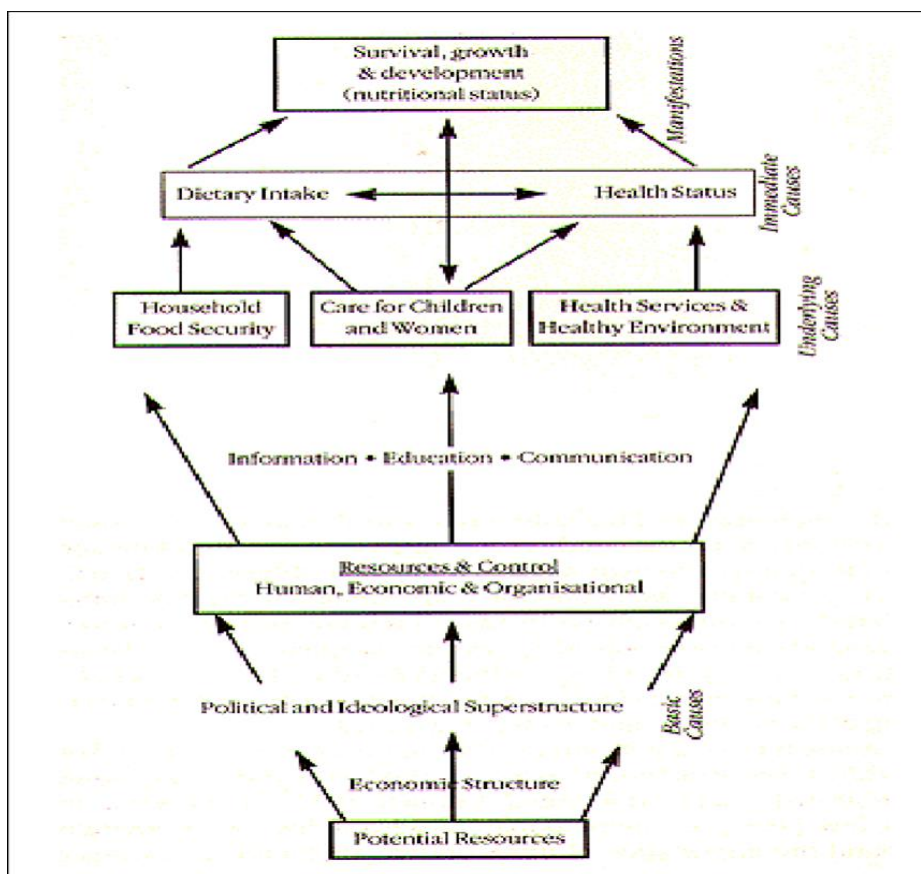 Survival, growth
& development
(nutritional status)
Manifestations
Dietary Intake
Health Status
Immediate
Causes
Household
Food Security
Care for Children
and Women
Health Services &
Healthy Environment
Underlying
Causes
Information • Education • Communication
Resources & Control
Human, Economic & Organisational
Political and Ideological Superstructure
Basic
Causes
Economic Structure
Potential Resources